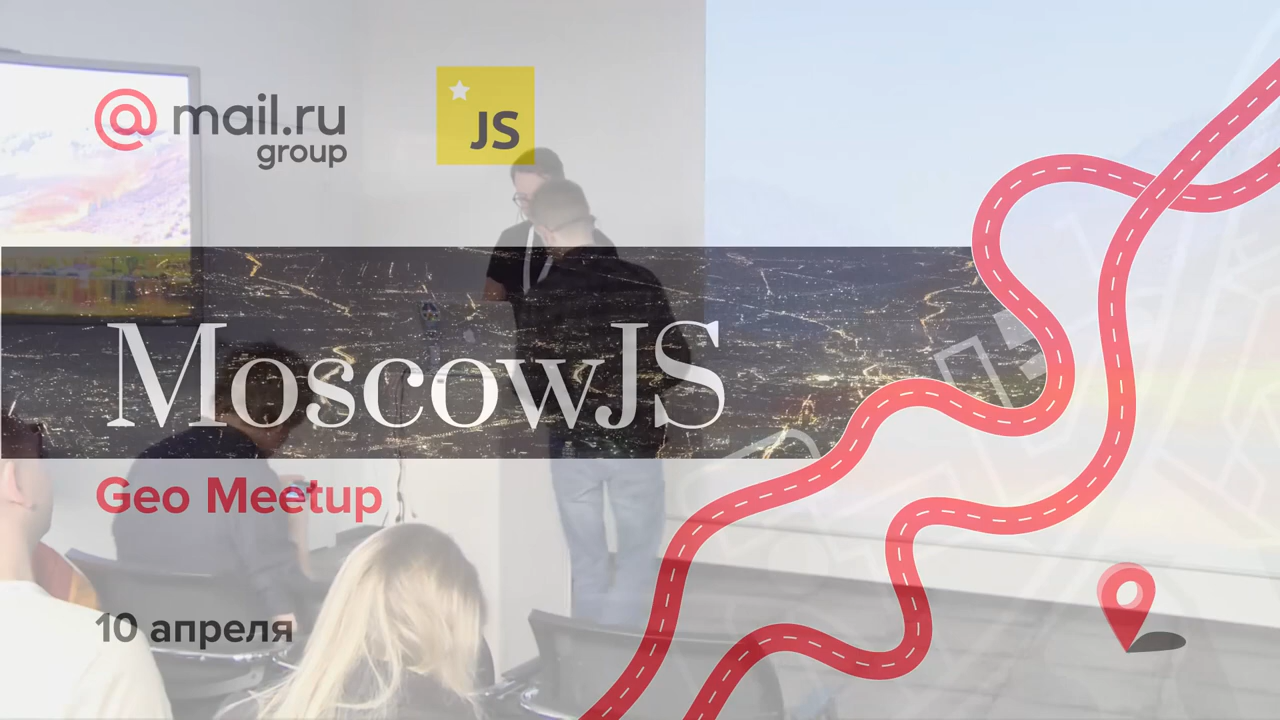 @mail.ru
group
JS
MoscowJS
Geo Meetup
10 апреля